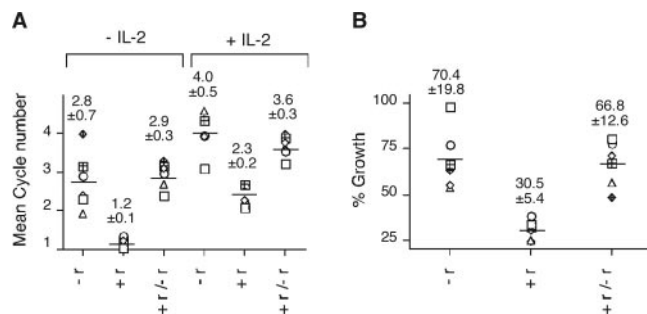 A
- IL-2
+ IL-2
Mean Cycle number
4
3
2
1
2.8
±0.7
1.2
±0.1
2.9
±0.3
4.0
±0.5
2.3
±0.2
3.6
±0.3
- r
+ r
+ r /- r
- r
+ r
+ r /- r
B
% Growth
100
75
50
25
70.4
±19.8
30.5
±5.4
66.8
±12.6
- r
+ r
+ r /- r